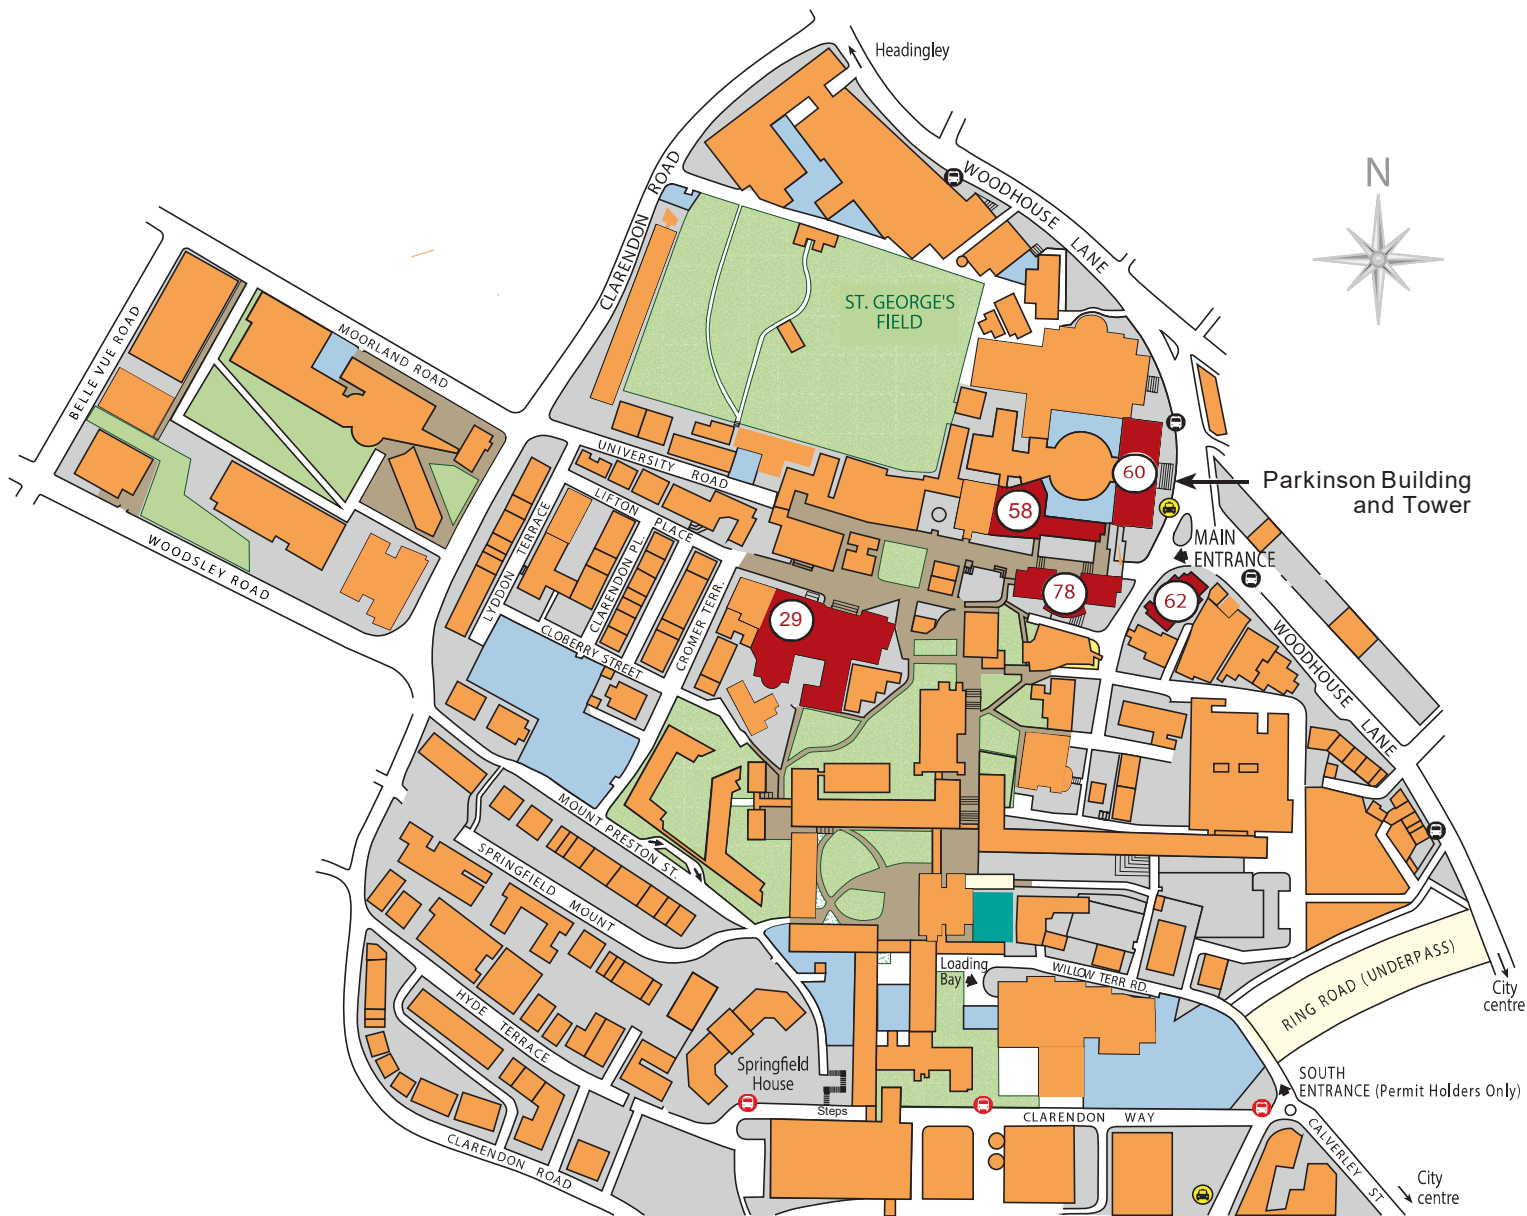 Headingley
WOODHOUSE LANE
N
CLARENDON ROAD
ST. GEORGE'S
FIELD
MOORLAND ROAD
BELLE VUE ROAD
UNIVERSITY ROAD
60
Parkinson Building
and Tower
58
LIFTON PLACE
MAIN
ENTRANCE
WOODSLEY ROAD
LYDDON TERRACE
CLARENDON PL.
CROMER TERR.
78
62
29
CLOBERRY STREET
WOODHOUSE LANE
MOUNT PRESTON ST.
SPRINGFIELD MOUNT
Loading
Bay
WILLOW TERR RD.
RING ROAD (UNDERPASS)
City
centre
HYDE TERRACE
Springfield
House
SOUTH
ENTRANCE (Permit Holders Only)
Steps
CLARENDON WAY
CALVERLEY ST
CLARENDON ROAD
City
centre